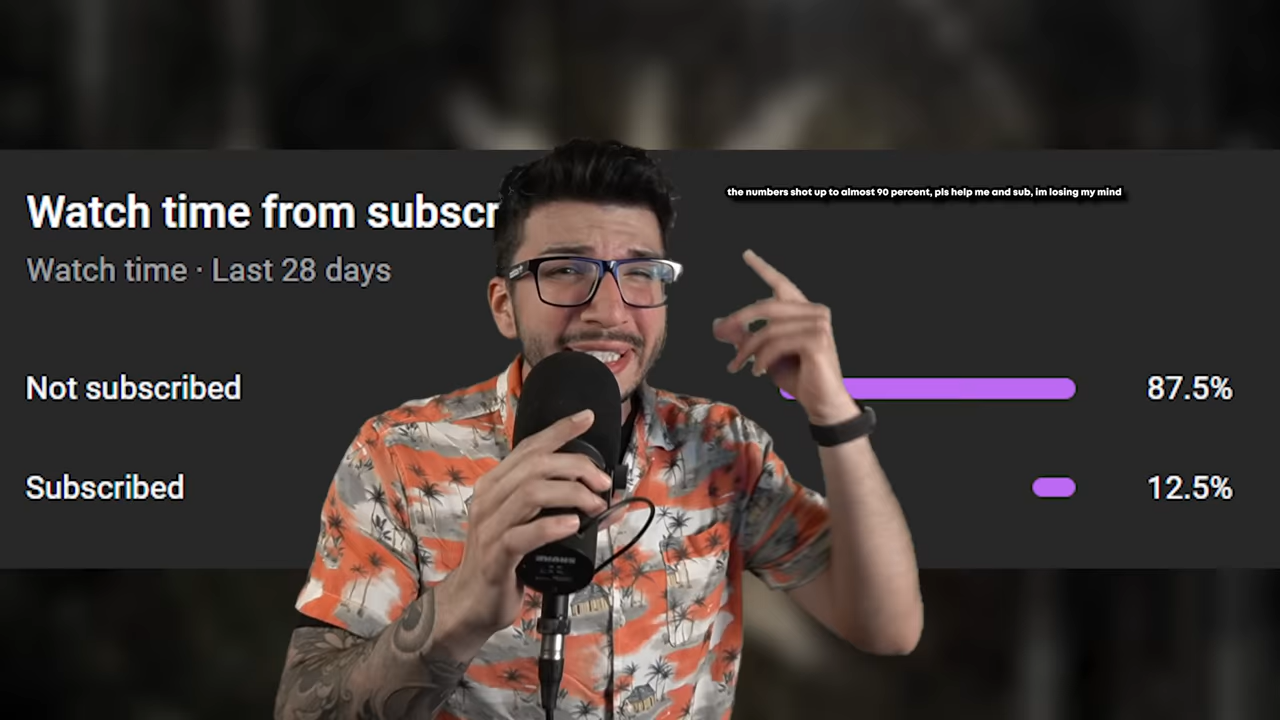 Watch time from subscr
the numbers shot up to almost 90 percent, pls help me and sub, im losing my mind
Watch time · Last 28 days
Not subscribed
87.5%
Subscribed
12.5%